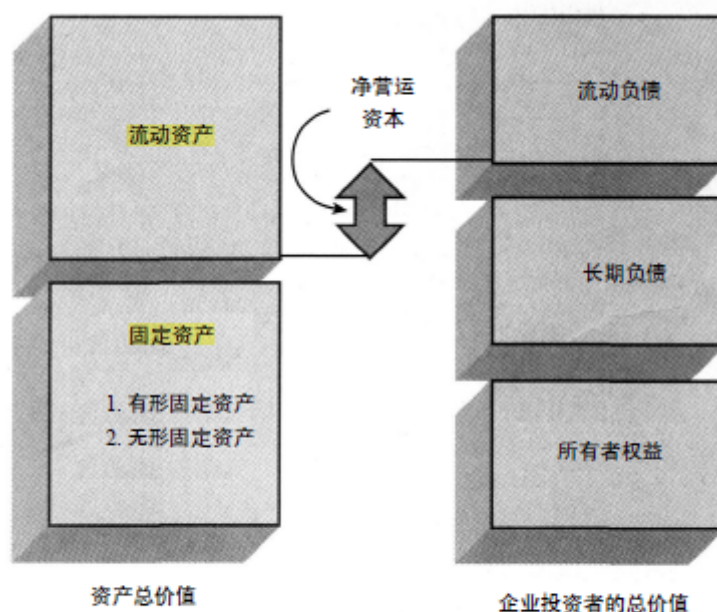 流动资产
固定资产
1. 有形固定资产
2. 无形固定资产
资产总价值
净营运
资本
流动负债
长期负债
所有者权益
企业投资者的总价值